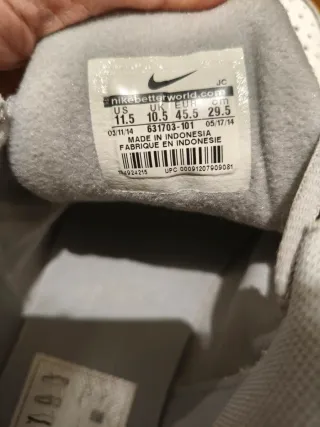 JC
nikebetterworld.com
US UK EUR cm
11.5 10.5 45.5 29.5
03/11/14 631703-101 05/17/14
MADE IN INDONESIA
FABRIQUE EN INDONESIE
UPC 00091207909081